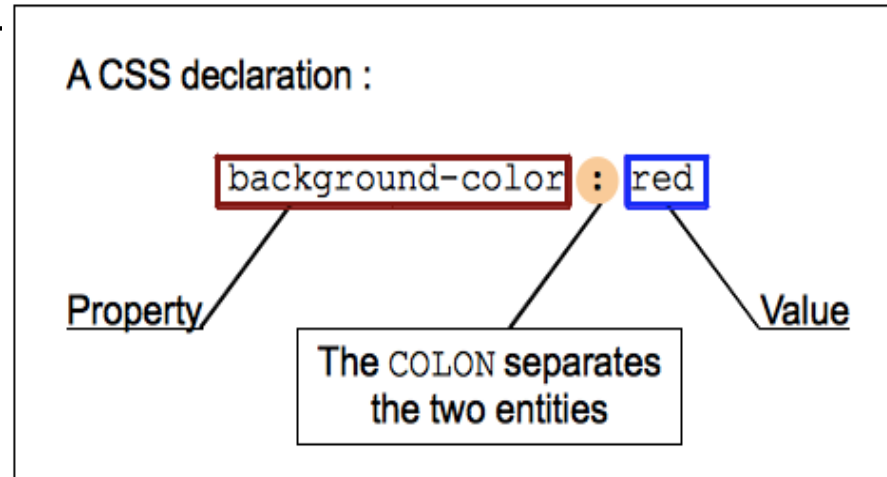 A CSS declaration :
background-color : red
Property
Value
The COLON separates
the two entities